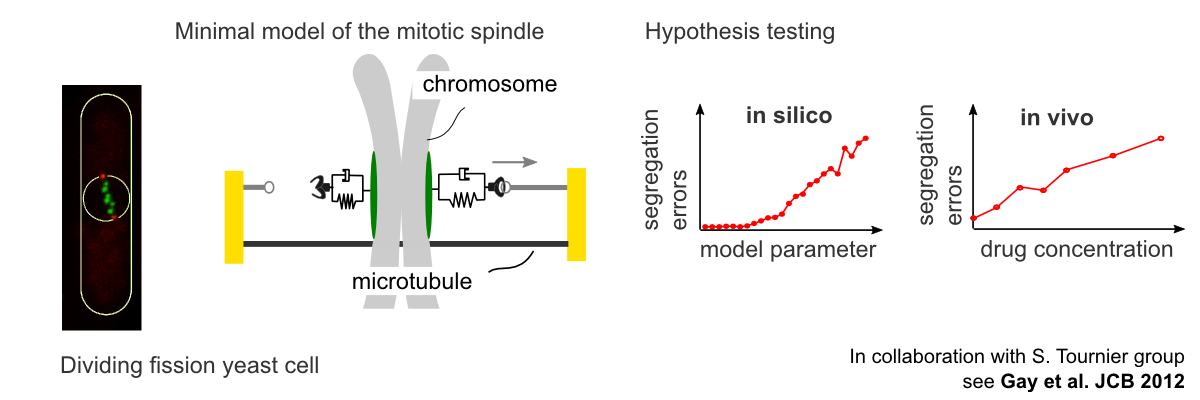 Minimal model of the mitotic spindle
Hypothesis testing
chromosome
microtubule
Dividing fission yeast cell
segregation
errors
in silico
model parameter
segregation
errors
in vivo
drug concentration
In collaboration with S. Tournier group
see Gay et al. JCB 2012